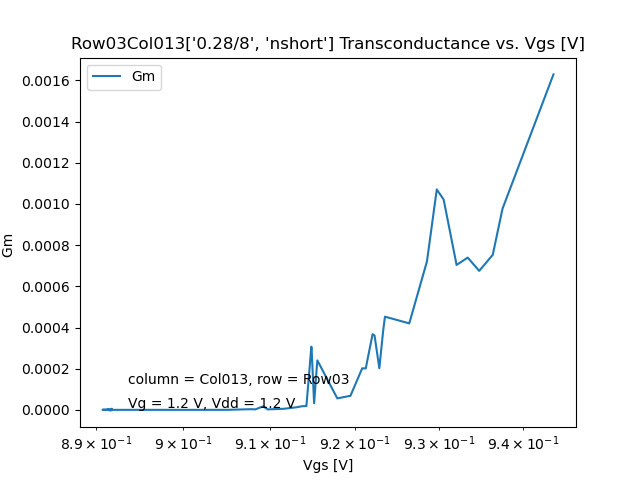 Row03Col013['0.28/8', 'nshort'] Transconductance vs. Vgs [V]
Gm
0.0016
0.0014
0.0012
0.0010
0.0008
0.0006
0.0004
0.0002
0.0000
Gm
column = Col013, row = Row03
Vg = 1.2 V, Vdd = 1.2 V
8.9 × 10⁻¹ 9 × 10⁻¹ 9.1 × 10⁻¹ 9.2 × 10⁻¹ 9.3 × 10⁻¹ 9.4 × 10⁻¹
Vgs [V]